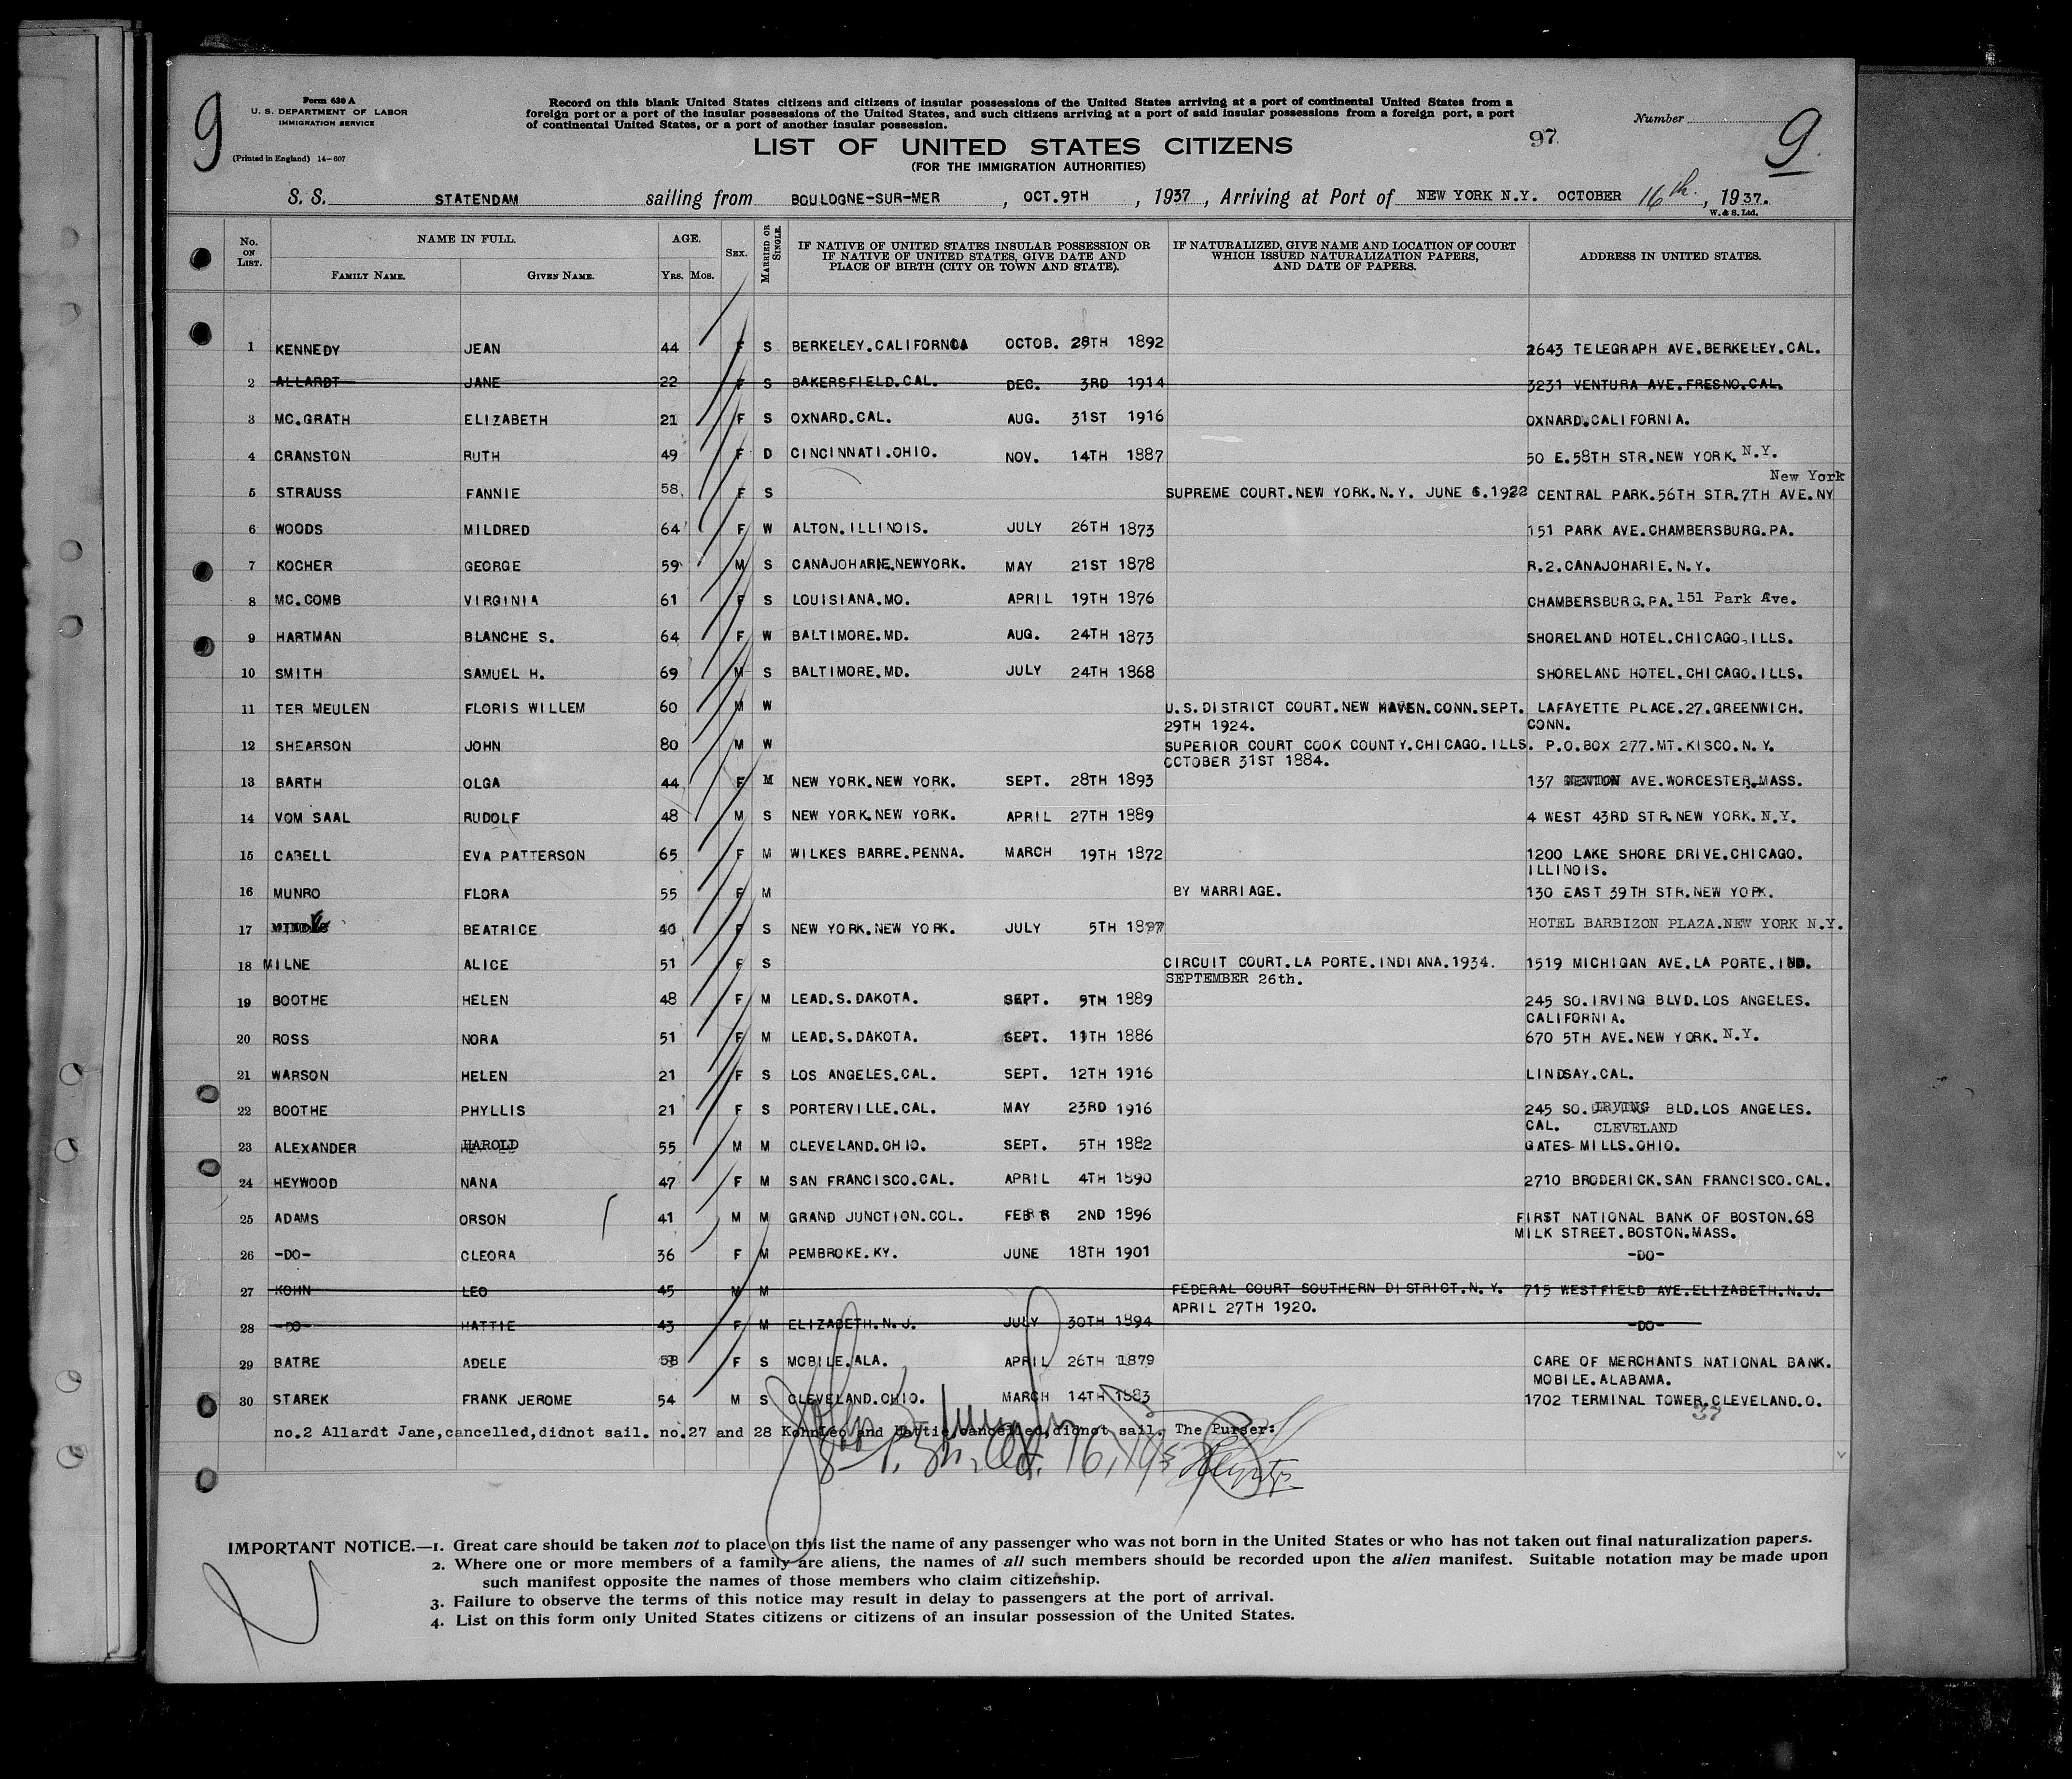 9
Form 630 A
U. S. DEPARTMENT OF LABOR
IMMIGRATION SERVICE
(Printed in England) 14-607
Record on this blank United States citizens and citizens of insular possessions of the United States arriving at a port of continental United States from a
foreign port or a port of the insular possessions of the United States, and such citizens arriving at a port of said insular possessions from a foreign port, a port
of continental United States, or a port of another insular possession.
Number
97.
9.
LIST OF UNITED STATES CITIZENS
(FOR THE IMMIGRATION AUTHORITIES)
S. S. STATENDAM sailing from BOULOGNE-SUR-MER, OCT.9TH, 1937, Arriving at Port of NEW YORK N.Y. OCTOBER 16th., 1937.
W. & S. Ltd.
No. ON LIST. NAME IN FULL. FAMILY NAME. GIVEN NAME. AGE. YRS. MOS. SEX. MARRIED OR SINGLE. IF NATIVE OF UNITED STATES INSULAR POSSESSION OR IF NATIVE OF UNITED STATES, GIVE DATE AND PLACE OF BIRTH (CITY OR TOWN AND STATE). IF NATURALIZED, GIVE NAME AND LOCATION OF COURT WHICH ISSUED NATURALIZATION PAPERS, AND DATE OF PAPERS. ADDRESS IN UNITED STATES.
1 KENNEDY JEAN 44 F S BERKELEY.CALIFORNIA OCTOB. 28TH 1892 2643 TELEGRAPH AVE.BERKELEY.CAL.
2 ALLARDT JANE 22 F S BAKERSFIELD.CAL. DEC. 3RD 1914 3231 VENTURA AVE.FRESNO.CAL.
3 MC.GRATH ELIZABETH 21 F S OXNARD.CAL. AUG. 31ST 1916 OXNARD.CALIFORNIA.
4 CRANSTON RUTH 49 F D CINCINNATI.OHIO. NOV. 14TH 1887 50 E.58TH STR.NEW YORK. N.Y.
New York
5 STRAUSS FANNIE 58. F S SUPREME COURT.NEW YORK.N.Y. JUNE 6.1922 CENTRAL PARK.56TH STR.7TH AVE.NY
6 WOODS MILDRED 64 F W ALTON.ILLINOIS. JULY 26TH 1873 151 PARK AVE.CHAMBERSBURG.PA.
7 KOCHER GEORGE 59 M S CANAJOHARIE.NEWYORK. MAY 21ST 1878 R.2.CANAJOHARIE.N.Y.
8 MC.COMB VIRGINIA 61 F S LOUISIANA.MO. APRIL 19TH 1876 CHAMBERSBURG.PA. 151 Park Ave.
9 HARTMAN BLANCHE S. 64 F W BALTIMORE.MD. AUG. 24TH 1873 SHORELAND HOTEL.CHICAGO.ILLS.
10 SMITH SAMUEL H. 69 M S BALTIMORE.MD. JULY 24TH 1868 SHORELAND HOTEL.CHICAGO.ILLS.
11 TER MEULEN FLORIS WILLEM 60 M W U.S.DISTRICT COURT.NEW HAVEN.CONN.SEPT. LAFAYETTE PLACE.27.GREENWICH.
29TH 1924. CONN.
12 SHEARSON JOHN 80 M W SUPERIOR COURT COOK COUNTY.CHICAGO.ILLS. P.O.BOX 277.MT.KISCO.N.Y.
OCTOBER 31ST 1884.
13 BARTH OLGA 44 F M NEW YORK.NEW YORK. SEPT. 28TH 1893 137 NEWTON AVE.WORCESTER.MASS.
14 VOM SAAL RUDOLF 48 M S NEW YORK.NEW YORK. APRIL 27TH 1889 4 WEST 43RD STR.NEW YORK. N.Y.
15 CABELL EVA PATTERSON 65 F M WILKES BARRE.PENNA. MARCH 19TH 1872 1200 LAKE SHORE DRIVE.CHICAGO.
ILLINOIS.
16 MUNRO FLORA 55 F M BY MARRIAGE. 130 EAST 39TH STR.NEW YORK.
17 BEATRICE 40 F S NEW YORK.NEW YORK. JULY 5TH 1897 HOTEL BARBIZON PLAZA.NEW YORK N.Y.
18 MILNE ALICE 51 F S CIRCUIT COURT.LA PORTE.INDIANA.1934. 1519 MICHIGAN AVE.LA PORTE.IND.
SEPTEMBER 26th.
19 BOOTHE HELEN 48 F M LEAD.S.DAKOTA. SEPT. 9TH 1889 245 SO.IRVING BLVD.LOS ANGELES.
CALIFORNIA.
20 ROSS NORA 51 F M LEAD.S.DAKOTA. SEPT. 11TH 1886 670 5TH AVE.NEW YORK. N.Y.
21 WARSON HELEN 21 F S LOS ANGELES.CAL. SEPT. 12TH 1916 LINDSAY.CAL.
22 BOOTHE PHYLLIS 21 F S PORTERVILLE.CAL. MAY 23RD 1916 245 SO. IRVING BLD.LOS ANGELES.
CAL. CLEVELAND
23 ALEXANDER HAROLD 55 M M CLEVELAND.OHIO. SEPT. 5TH 1882 GATES MILLS.OHIO.
24 HEYWOOD NANA 47 F M SAN FRANCISCO.CAL. APRIL 4TH 1890 2710 BRODERICK.SAN FRANCISCO.CAL.
25 ADAMS ORSON 41 M M GRAND JUNCTION.COL. FEBR 2ND 1896 FIRST NATIONAL BANK OF BOSTON.68
MILK STREET.BOSTON.MASS.
26 -DO- CLEORA 36 F M PEMBROKE.KY. JUNE 18TH 1901 -DO-
27 KOHN LEO 45 M M FEDERAL COURT SOUTHERN DISTRICT.N.Y. 715 WESTFIELD AVE.ELIZABETH.N.J.
APRIL 27TH 1920.
28 -DO- HATTIE 43 F M ELIZABETH.N.J. JULY 30TH 1894 -DO-
29 BATRE ADELE 58 F S MOBILE.ALA. APRIL 26TH 1879 CARE OF MERCHANTS NATIONAL BANK.
MOBILE.ALABAMA.
30 STAREK FRANK JEROME 54 M S CLEVELAND.OHIO. MARCH 14TH 1883 1702 TERMINAL TOWER.CLEVELAND.O.
37
no.2 Allardt Jane,cancelled,didnot sail. no.27 and 28 KohnLeo and Hattie,cancelled,didnot sail. The Purser:
IMPORTANT NOTICE.—1. Great care should be taken not to place on this list the name of any passenger who was not born in the United States or who has not taken out final naturalization papers.
2. Where one or more members of a family are aliens, the names of all such members should be recorded upon the alien manifest. Suitable notation may be made upon
such manifest opposite the names of those members who claim citizenship.
3. Failure to observe the terms of this notice may result in delay to passengers at the port of arrival.
4. List on this form only United States citizens or citizens of an insular possession of the United States.